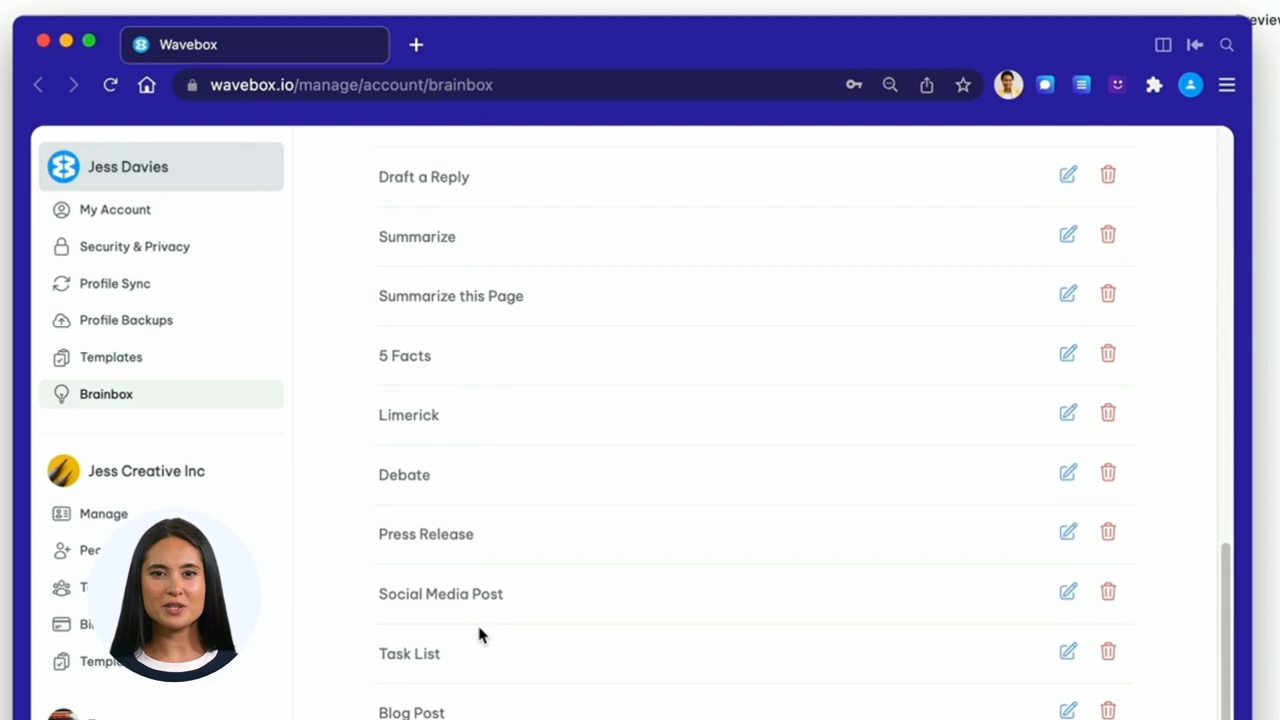 Preview
Wavebox
wavebox.io/manage/account/brainbox
Jess Davies
My Account
Security & Privacy
Profile Sync
Profile Backups
Templates
Brainbox
Jess Creative Inc
Manage
Draft a Reply
Summarize
Summarize this Page
5 Facts
Limerick
Debate
Press Release
Social Media Post
Task List
Blog Post